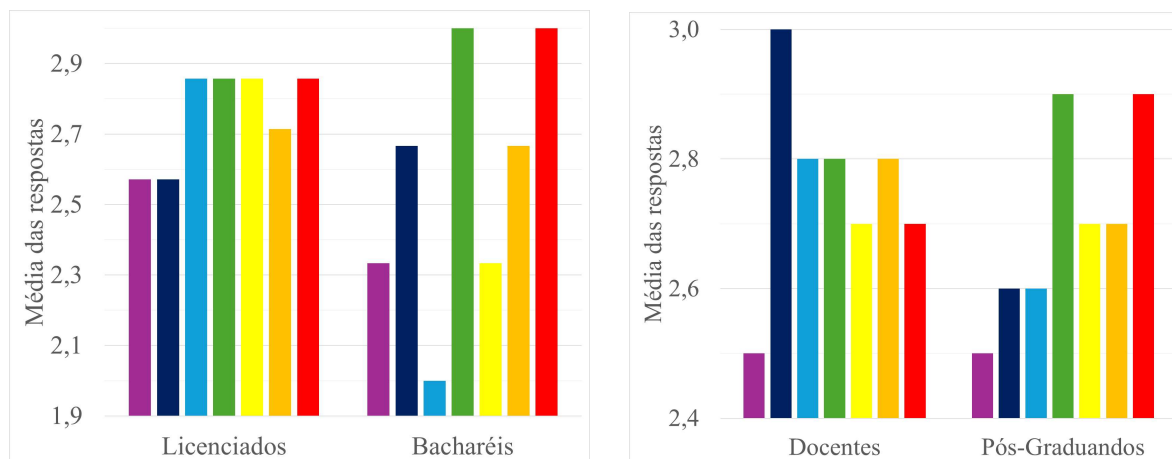 Média das respostas
2,9
2,7
2,5
2,3
2,1
1,9
Licenciados
Bacharéis
Média das respostas
3,0
2,8
2,6
2,4
Docentes
Pós-Graduandos